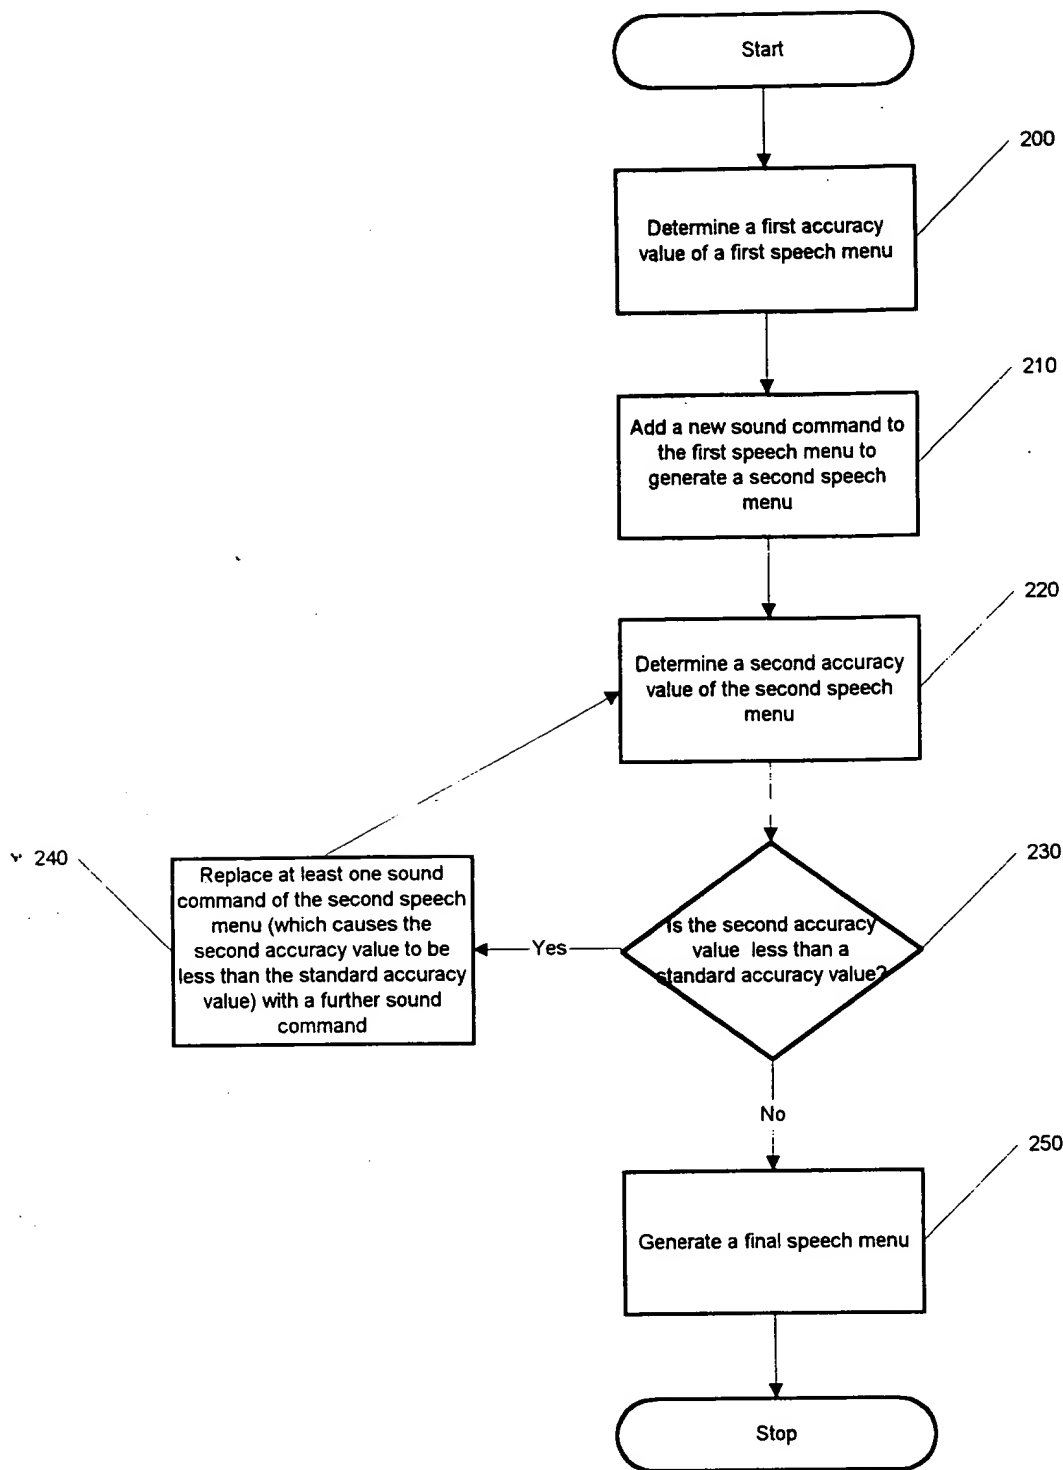 Start
200
Determine a first accuracy
value of a first speech menu
210
Add a new sound command to
the first speech menu to
generate a second speech
menu
220
Determine a second accuracy
value of the second speech
menu
240
Replace at least one sound
command of the second speech
menu (which causes the
second accuracy value to be
less than the standard accuracy
value) with a further sound
command
Yes
230
Is the second accuracy
value less than a
standard accuracy value?
No
250
Generate a final speech menu
Stop